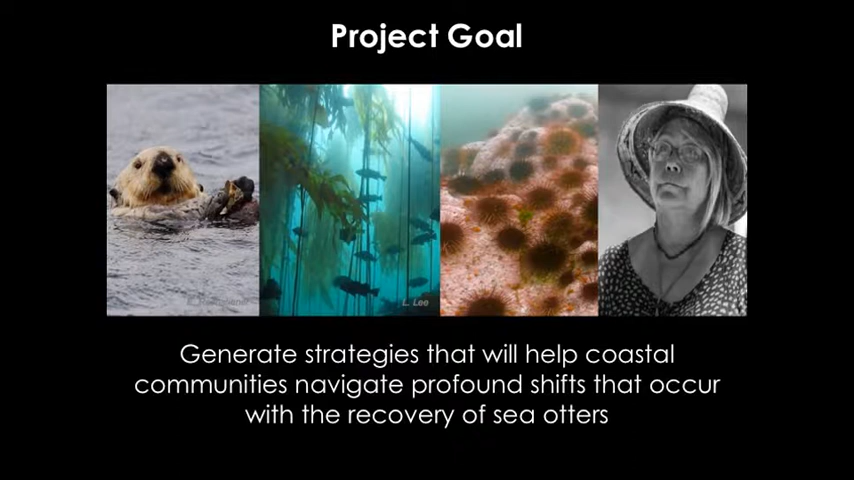 Project Goal
L. Lee
Generate strategies that will help coastal
communities navigate profound shifts that occur
with the recovery of sea otters